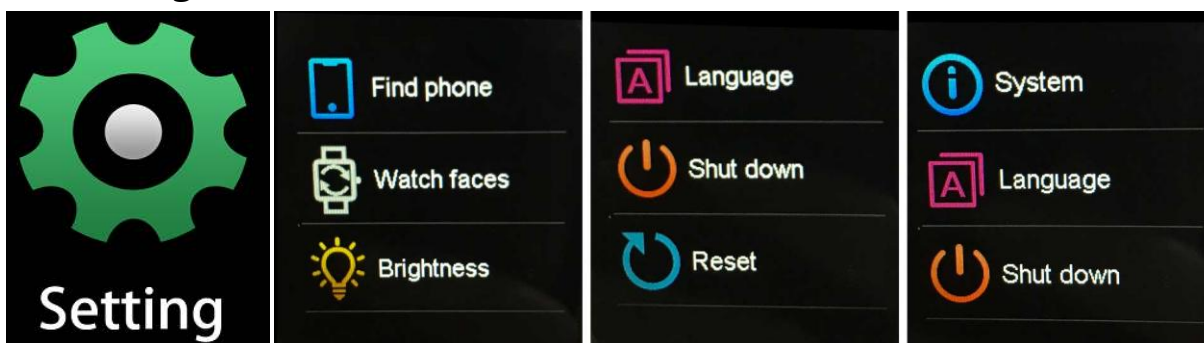 Setting
Find phone
Watch faces
Brightness
Language
Shut down
Reset
System
Language
Shut down